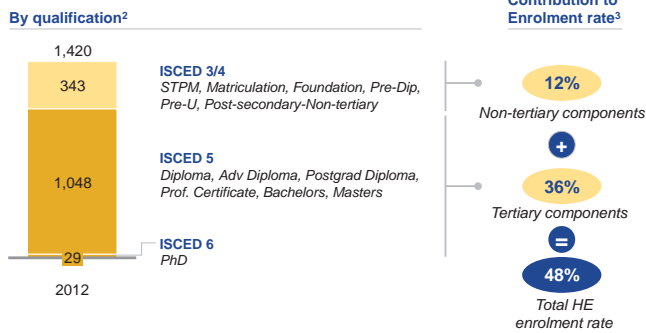 Contribution to
By qualification²
Enrolment rate³
1,420
343
ISCED 3/4
STPM, Matriculation, Foundation, Pre-Dip,
Pre-U, Post-secondary-Non-tertiary
12%
Non-tertiary components
+
1,048
ISCED 5
Diploma, Adv Diploma, Postgrad Diploma,
Prof. Certificate, Bachelors, Masters
36%
Tertiary components
=
29
ISCED 6
PhD
48%
2012
Total HE
enrolment rate